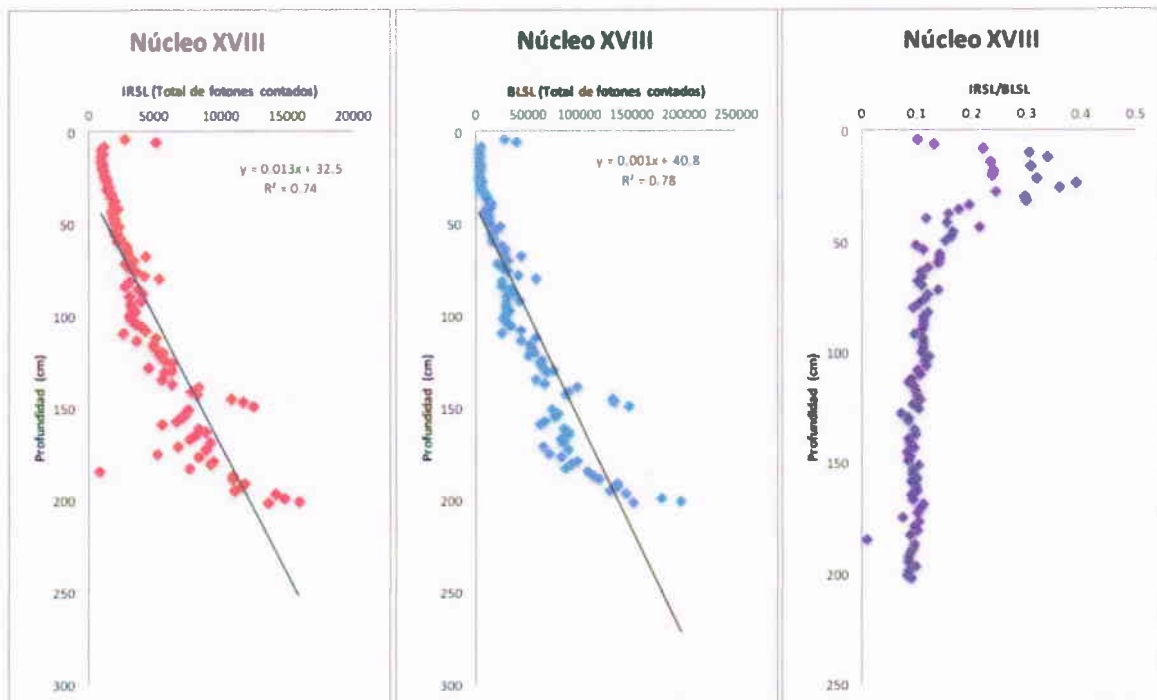 Núcleo XVIII
IRSL (Total de fotones contados)
0 5000 10000 15000 20000
0
50
100
150
200
250
300
Profundidad (cm)
y = 0.013x + 32.5
R² = 0.74
Núcleo XVIII
BLSL (Total de fotones contados)
0 50000 100000 150000 200000 250000
0
50
100
150
200
250
300
Profundidad (cm)
y = 0.001x + 40.8
R² = 0.78
Núcleo XVIII
IRSL/BLSL
0 0.1 0.2 0.3 0.4 0.5
0
50
100
150
200
250
Profundidad (cm)